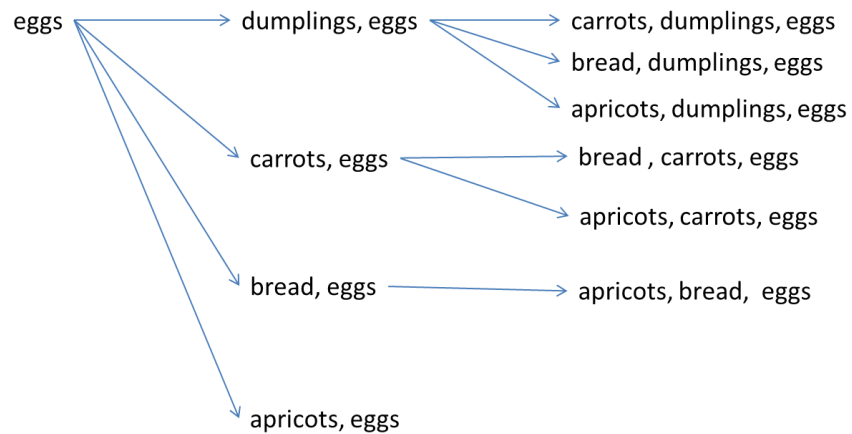 eggs
dumplings, eggs
carrots, dumplings, eggs
bread, dumplings, eggs
apricots, dumplings, eggs
carrots, eggs
bread , carrots, eggs
apricots, carrots, eggs
bread, eggs
apricots, bread,  eggs
apricots, eggs